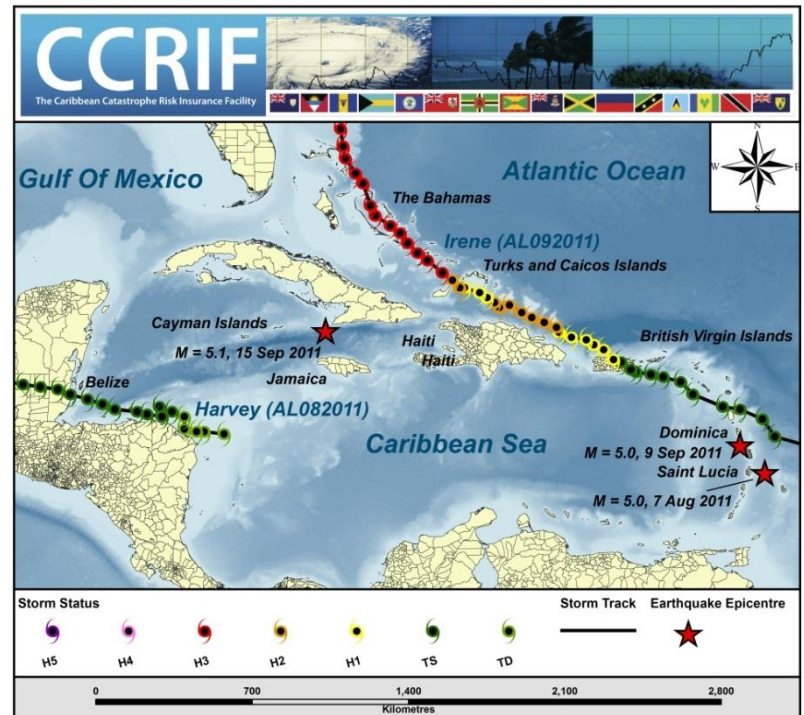 CCRIF
The Caribbean Catastrophe Risk Insurance Facility
N
W
E
S
Gulf Of Mexico
Atlantic Ocean
The Bahamas
Irene (AL092011)
Turks and Caicos Islands
Cayman Islands
M = 5.1, 15 Sep 2011
British Virgin Islands
Haiti
Haiti
Jamaica
Belize
Harvey (AL082011)
Caribbean Sea
Dominica
M = 5.0, 9 Sep 2011
Saint Lucia
M = 5.0, 7 Aug 2011
Storm Status
Storm Track
Earthquake Epicentre
H5
H4
H3
H2
H1
TS
TD
0
700
1,400
2,100
2,800
Kilometres